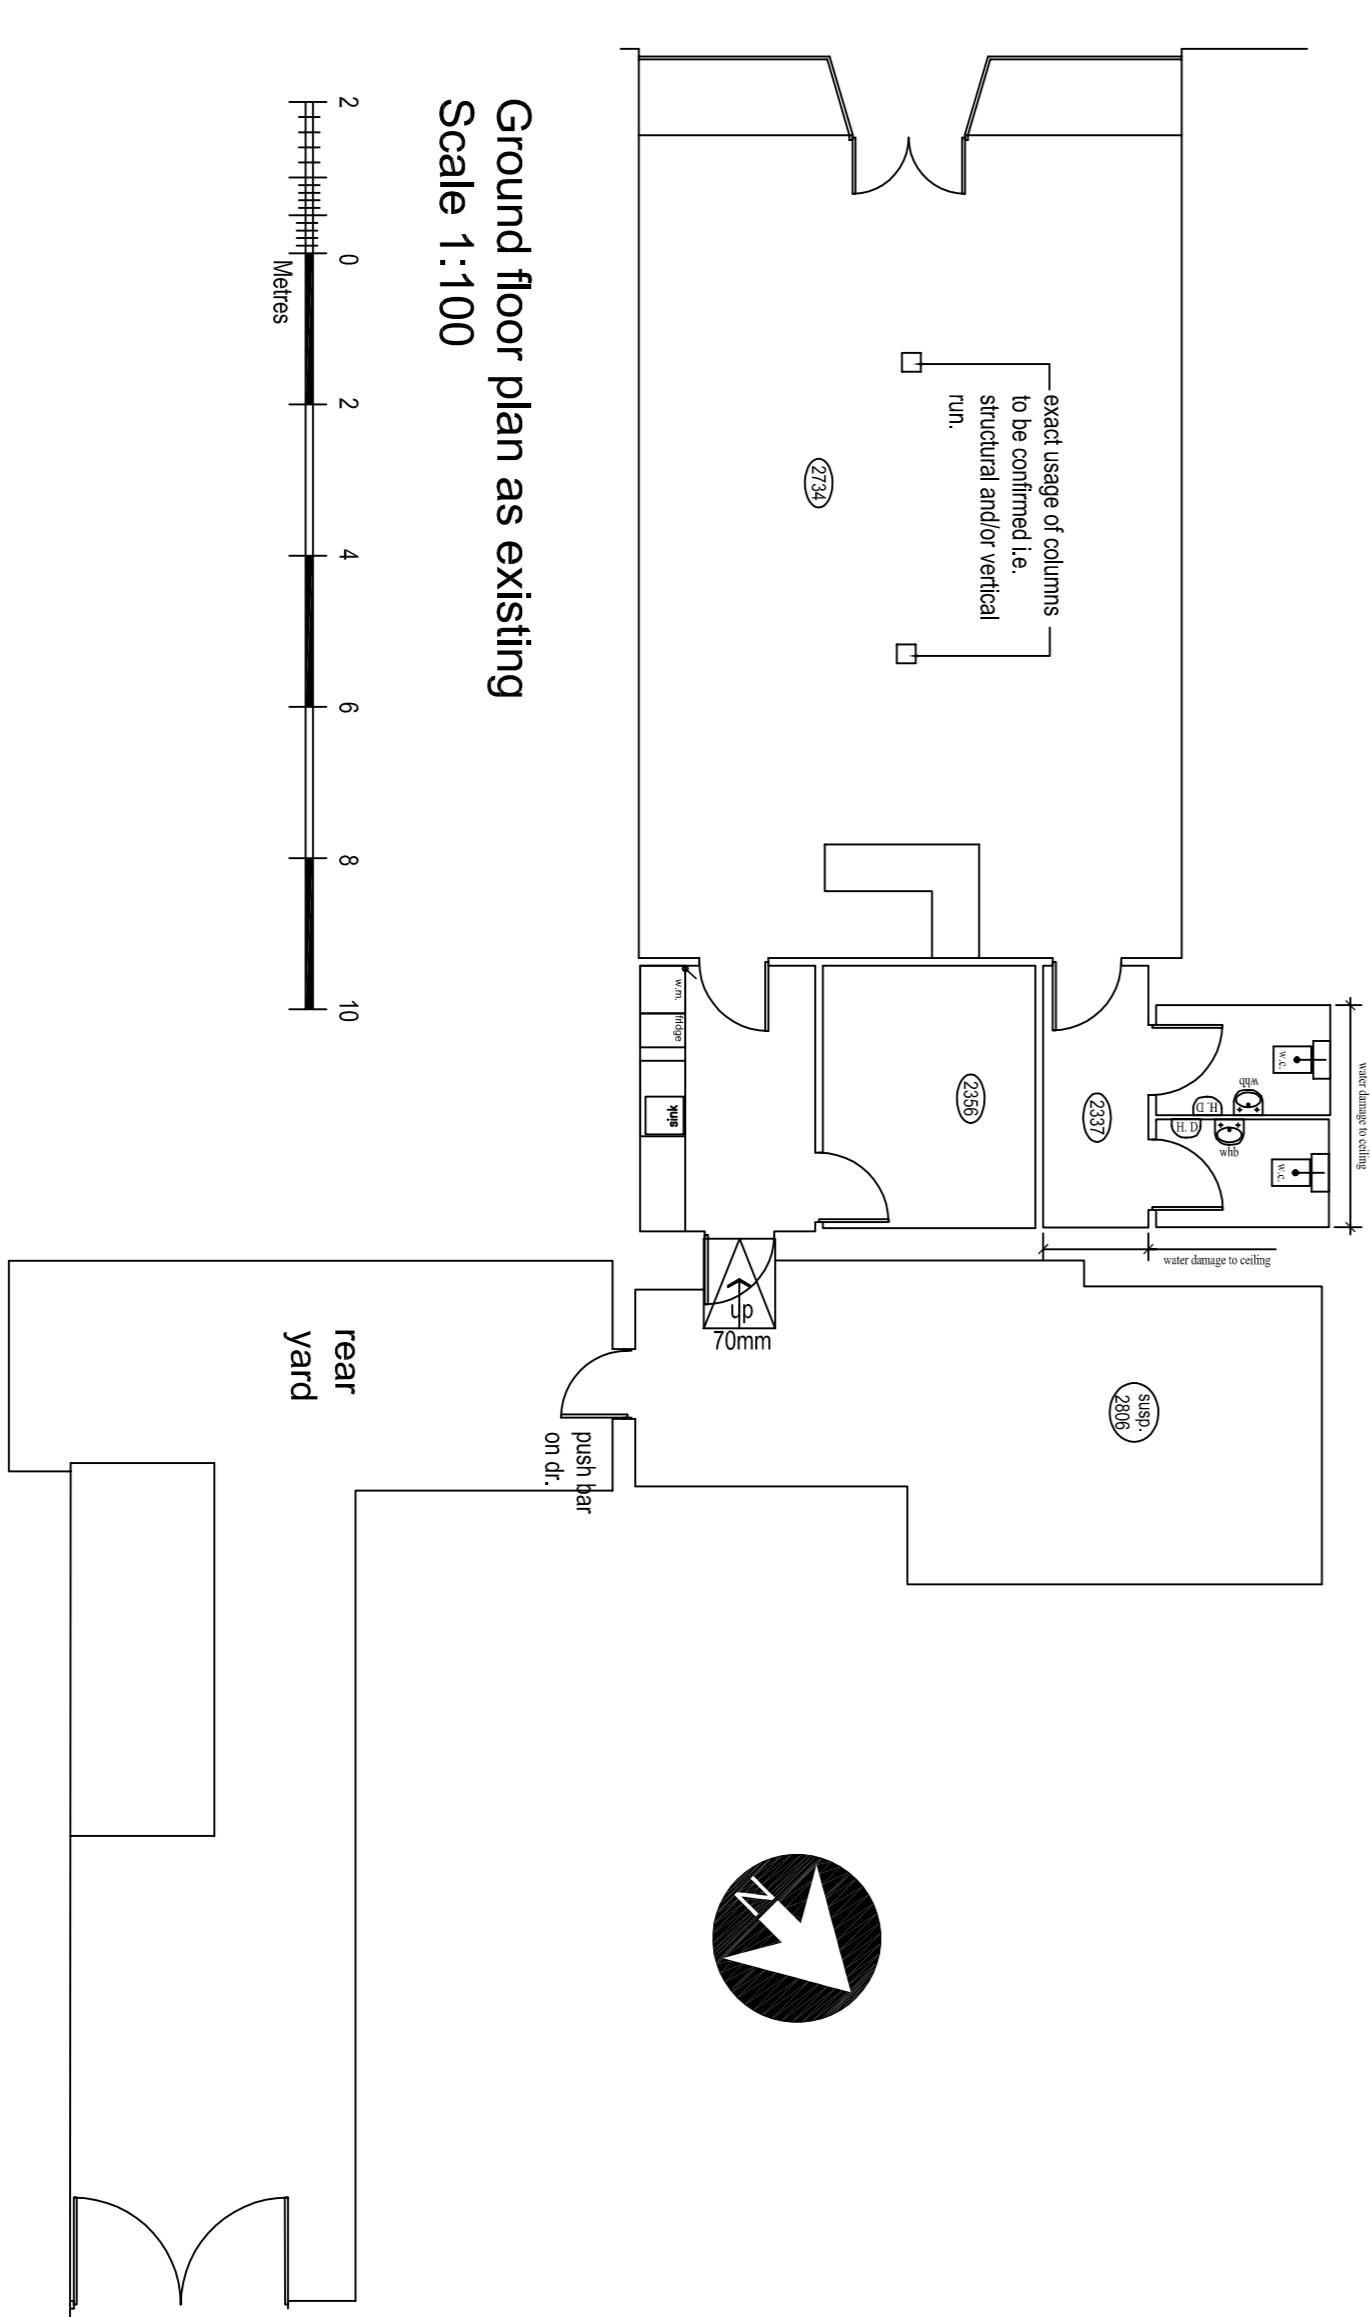 Ground floor plan as existing
Scale 1:100
2
0
2
4
6
8
10
Metres
exact usage of columns
to be confirmed i.e.
structural and/or vertical
run.
2734
w.m.
fridge
sink
2356
2337
w.c.
whb
H. D
H. D
whb
w.c.
water damage to ceiling
water damage to ceiling
up
70mm
susp.
2806
push bar
on dr.
rear
yard
N